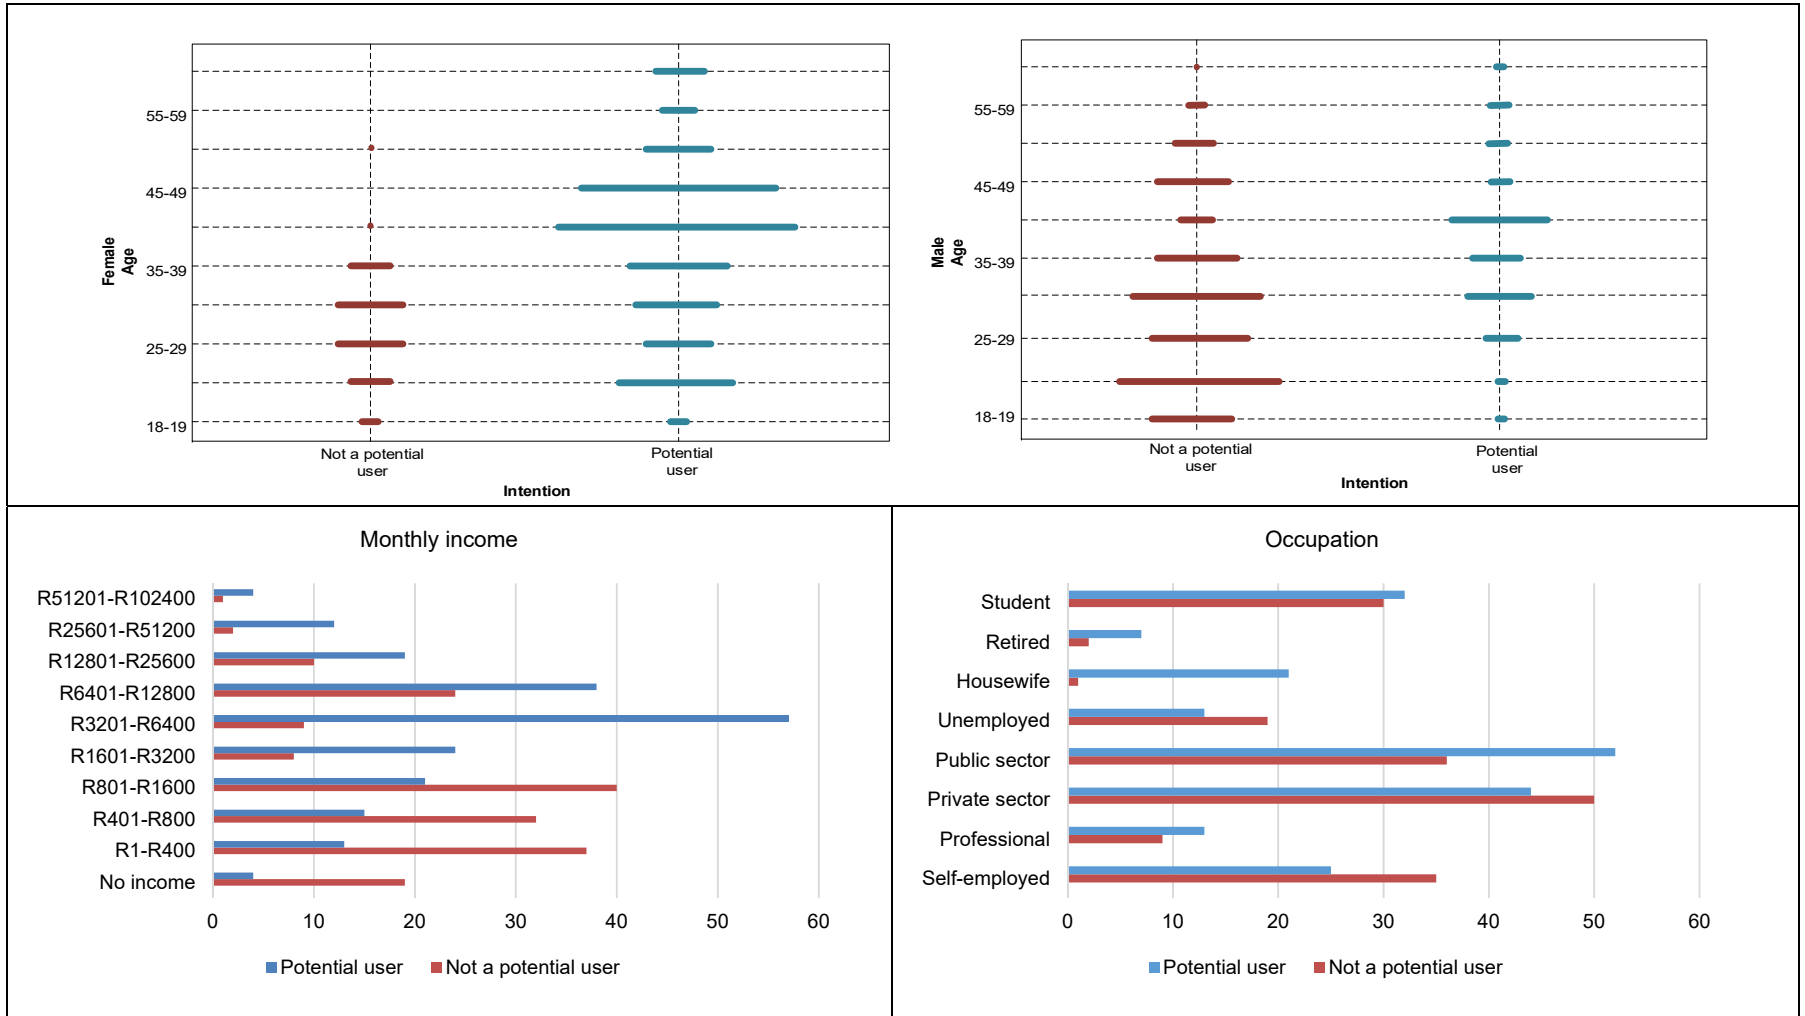 Female
Age
55-59
45-49
35-39
25-29
18-19
Not a potential
user
Potential
user
Intention
Male
Age
55-59
45-49
35-39
25-29
18-19
Not a potential
user
Potential
user
Intention
Monthly income
R51201-R102400
R25601-R51200
R12801-R25600
R6401-R12800
R3201-R6400
R1601-R3200
R801-R1600
R401-R800
R1-R400
No income
0 10 20 30 40 50 60
Potential user Not a potential user
Occupation
Student
Retired
Housewife
Unemployed
Public sector
Private sector
Professional
Self-employed
0 10 20 30 40 50 60
Potential user Not a potential user